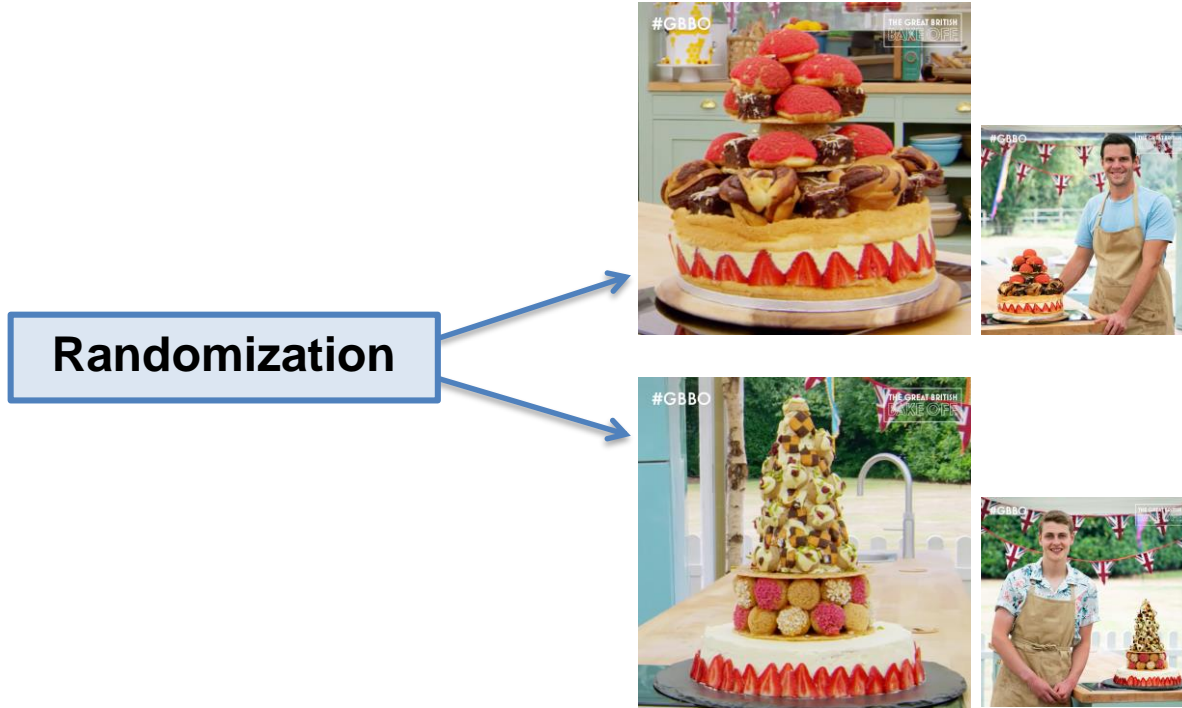 Randomization
#GBBO
THE GREAT BRITISH
BAKE OFF
#GBBO
#GBBO
THE GREAT BRITISH
BAKE OFF
#GBBO